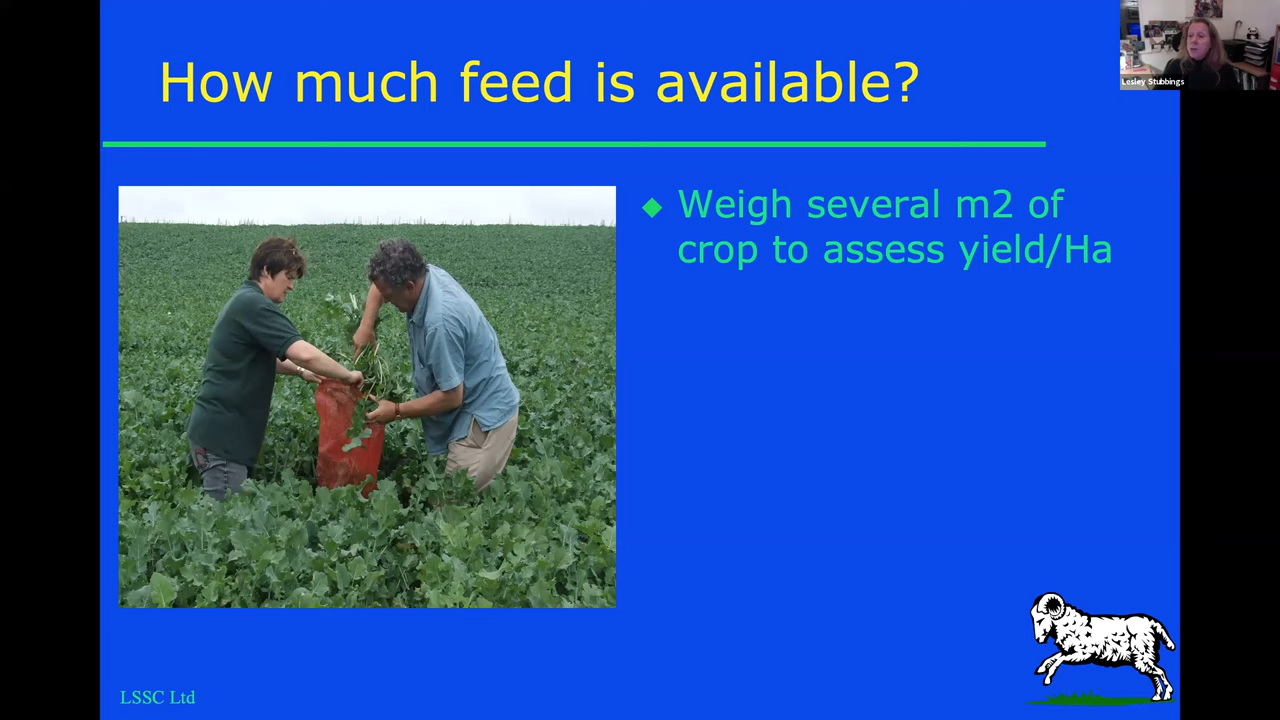 Lesley Stubbings
How much feed is available?
Weigh several m2 of
crop to assess yield/Ha
LSSC Ltd